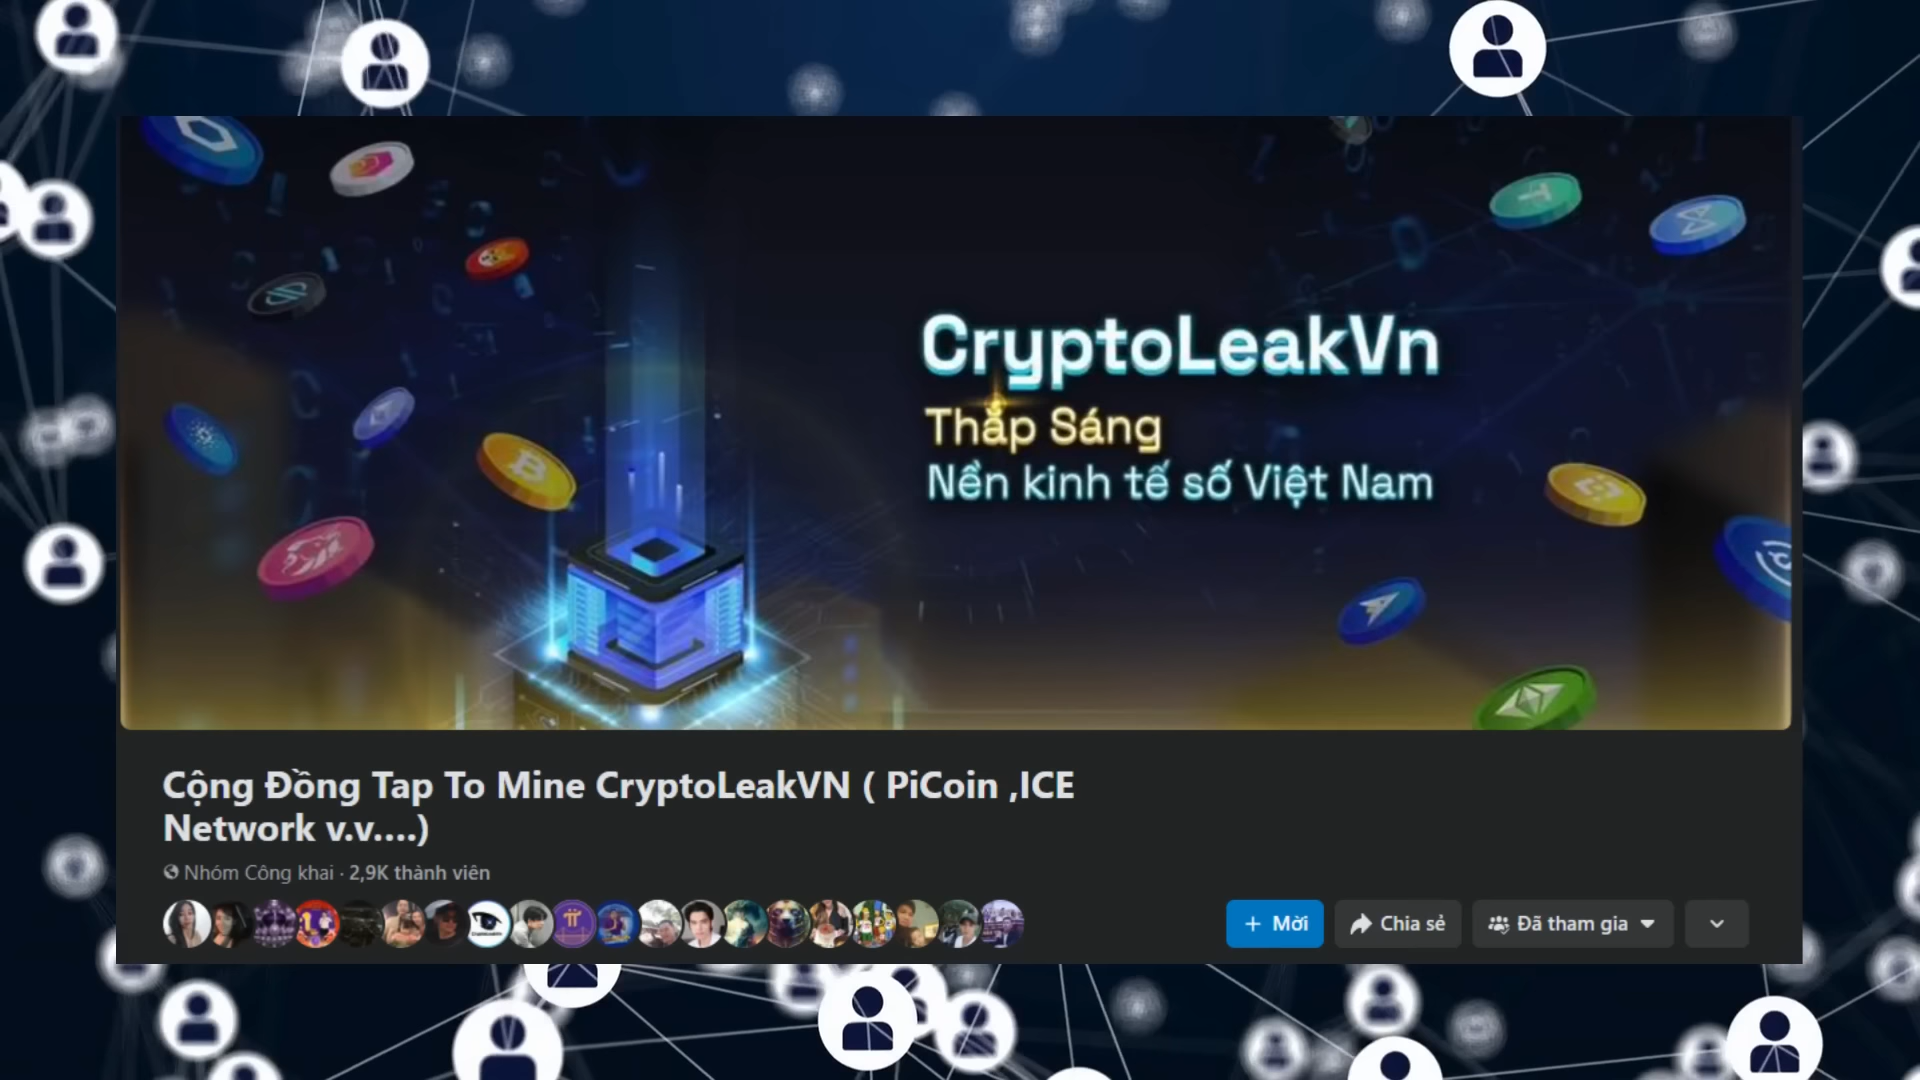 CryptoLeakVn
Thắp Sáng
Nền kinh tế số Việt Nam
Cộng Đồng Tap To Mine CryptoLeakVN ( PiCoin ,ICE
Network v.v....)
Nhóm Công khai · 2,9K thành viên
Mời
Chia sẻ
Đã tham gia